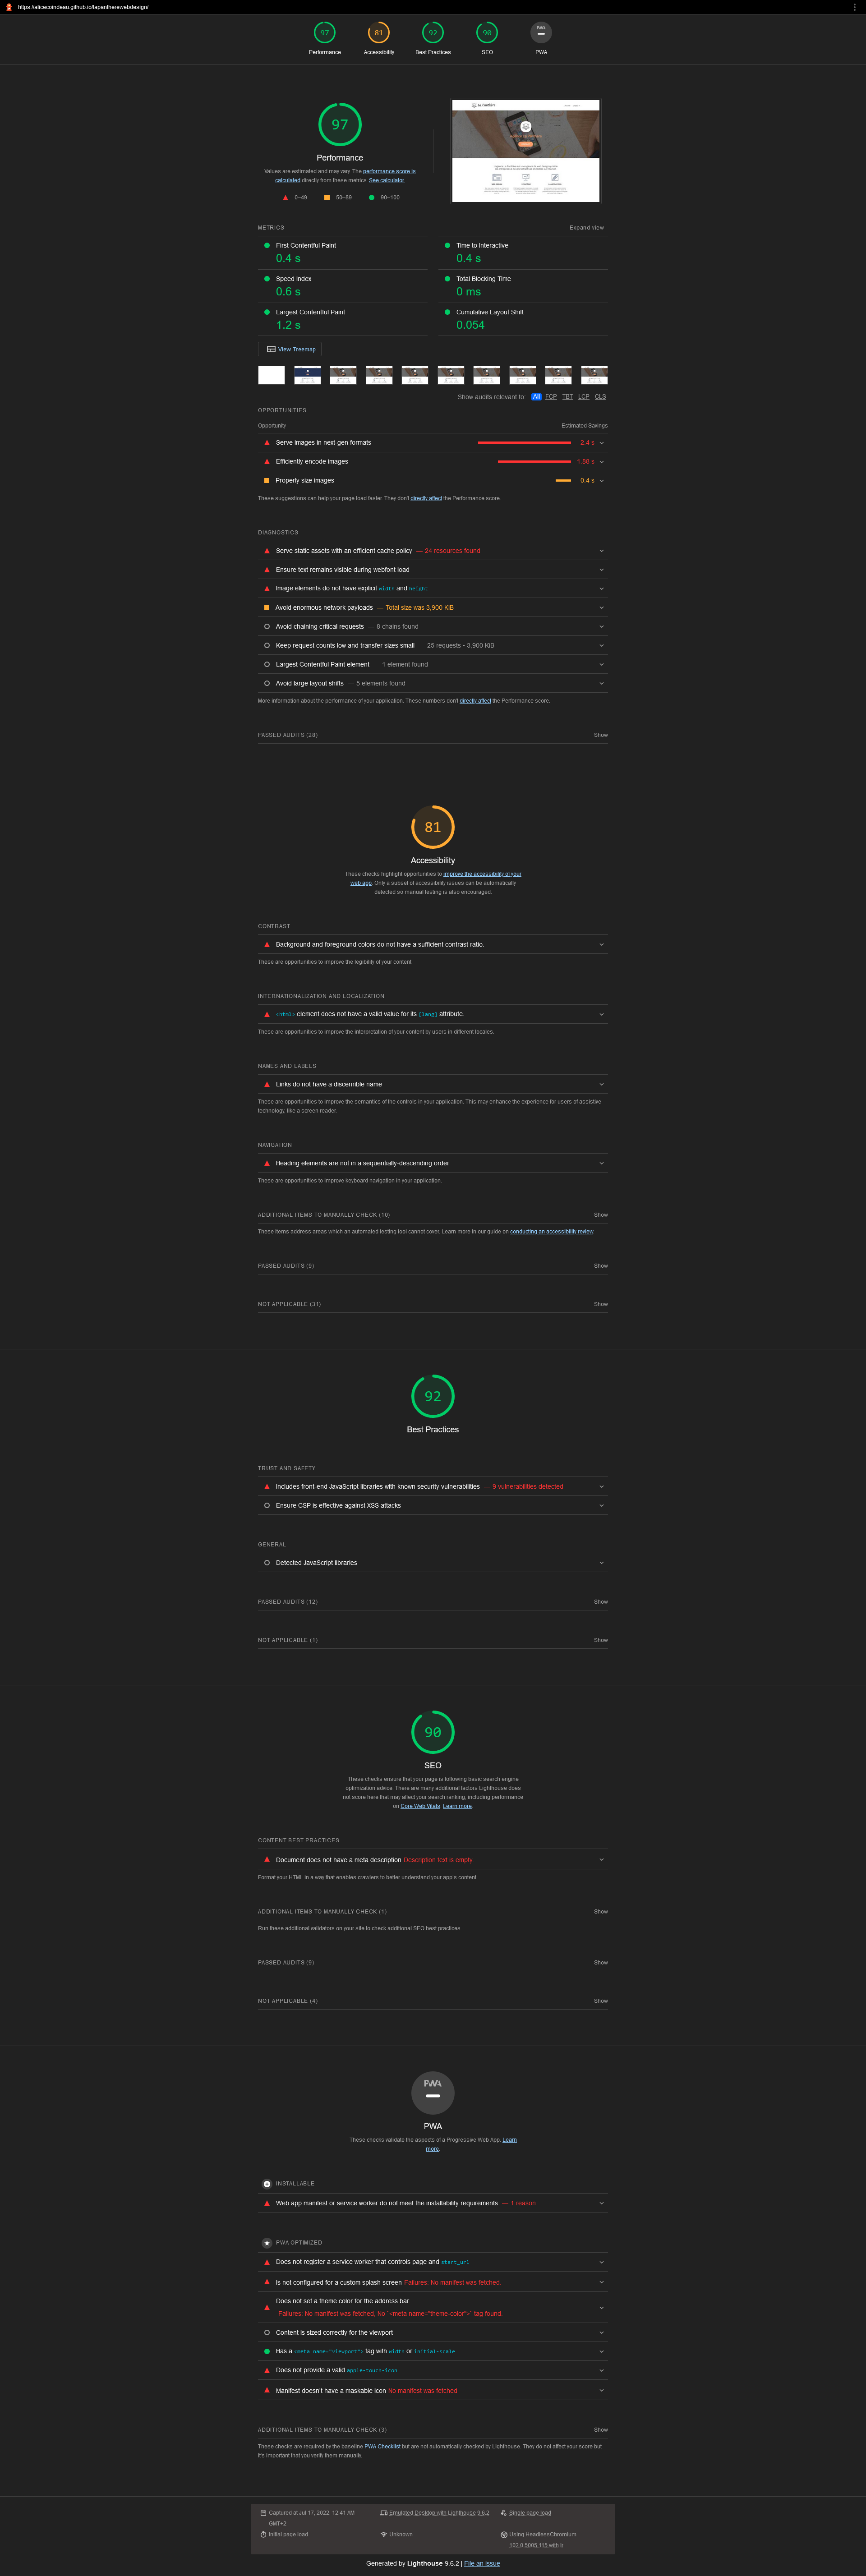 https://alicecoindeau.github.io/lapantherewebdesign/
97
81
92
90
PWA
Performance
Accessibility
Best Practices
SEO
PWA
97
Performance
Values are estimated and may vary. The performance score is
calculated directly from these metrics. See calculator.
0–49
50–89
90–100
METRICS
Expand view
First Contentful Paint
0.4 s
Time to Interactive
0.4 s
Speed Index
0.6 s
Total Blocking Time
0 ms
Largest Contentful Paint
1.2 s
Cumulative Layout Shift
0.054
View Treemap
Show audits relevant to: All FCP TBT LCP CLS
OPPORTUNITIES
Opportunity
Estimated Savings
Serve images in next-gen formats
2.4 s
Efficiently encode images
1.88 s
Properly size images
0.4 s
These suggestions can help your page load faster. They don't directly affect the Performance score.
DIAGNOSTICS
Serve static assets with an efficient cache policy — 24 resources found
Ensure text remains visible during webfont load
Image elements do not have explicit width and height
Avoid enormous network payloads — Total size was 3,900 KiB
Avoid chaining critical requests — 8 chains found
Keep request counts low and transfer sizes small — 25 requests • 3,900 KiB
Largest Contentful Paint element — 1 element found
Avoid large layout shifts — 5 elements found
More information about the performance of your application. These numbers don't directly affect the Performance score.
PASSED AUDITS (28)
Show
81
Accessibility
These checks highlight opportunities to improve the accessibility of your
web app. Only a subset of accessibility issues can be automatically
detected so manual testing is also encouraged.
CONTRAST
Background and foreground colors do not have a sufficient contrast ratio.
These are opportunities to improve the legibility of your content.
INTERNATIONALIZATION AND LOCALIZATION
<html> element does not have a valid value for its [lang] attribute.
These are opportunities to improve the interpretation of your content by users in different locales.
NAMES AND LABELS
Links do not have a discernible name
These are opportunities to improve the semantics of the controls in your application. This may enhance the experience for users of assistive
technology, like a screen reader.
NAVIGATION
Heading elements are not in a sequentially-descending order
These are opportunities to improve keyboard navigation in your application.
ADDITIONAL ITEMS TO MANUALLY CHECK (10)
Show
These items address areas which an automated testing tool cannot cover. Learn more in our guide on conducting an accessibility review.
PASSED AUDITS (9)
Show
NOT APPLICABLE (31)
Show
92
Best Practices
TRUST AND SAFETY
Includes front-end JavaScript libraries with known security vulnerabilities — 9 vulnerabilities detected
Ensure CSP is effective against XSS attacks
GENERAL
Detected JavaScript libraries
PASSED AUDITS (12)
Show
NOT APPLICABLE (1)
Show
90
SEO
These checks ensure that your page is following basic search engine
optimization advice. There are many additional factors Lighthouse does
not score here that may affect your search ranking, including performance
on Core Web Vitals. Learn more.
CONTENT BEST PRACTICES
Document does not have a meta description Description text is empty.
Format your HTML in a way that enables crawlers to better understand your app's content.
ADDITIONAL ITEMS TO MANUALLY CHECK (1)
Show
Run these additional validators on your site to check additional SEO best practices.
PASSED AUDITS (9)
Show
NOT APPLICABLE (4)
Show
PWA
PWA
These checks validate the aspects of a Progressive Web App. Learn
more.
INSTALLABLE
Web app manifest or service worker do not meet the installability requirements — 1 reason
PWA OPTIMIZED
Does not register a service worker that controls page and start_url
Is not configured for a custom splash screen Failures: No manifest was fetched.
Does not set a theme color for the address bar.
Failures: No manifest was fetched, No `<meta name="theme-color">` tag found.
Content is sized correctly for the viewport
Has a <meta name="viewport"> tag with width or initial-scale
Does not provide a valid apple-touch-icon
Manifest doesn't have a maskable icon No manifest was fetched
ADDITIONAL ITEMS TO MANUALLY CHECK (3)
Show
These checks are required by the baseline PWA Checklist but are not automatically checked by Lighthouse. They do not affect your score but
it's important that you verify them manually.
Captured at Jul 17, 2022, 12:41 AM
GMT+2
Emulated Desktop with Lighthouse 9.6.2
Single page load
Initial page load
Unknown
Using HeadlessChromium
102.0.5005.115 with lr
Generated by Lighthouse 9.6.2 | File an issue